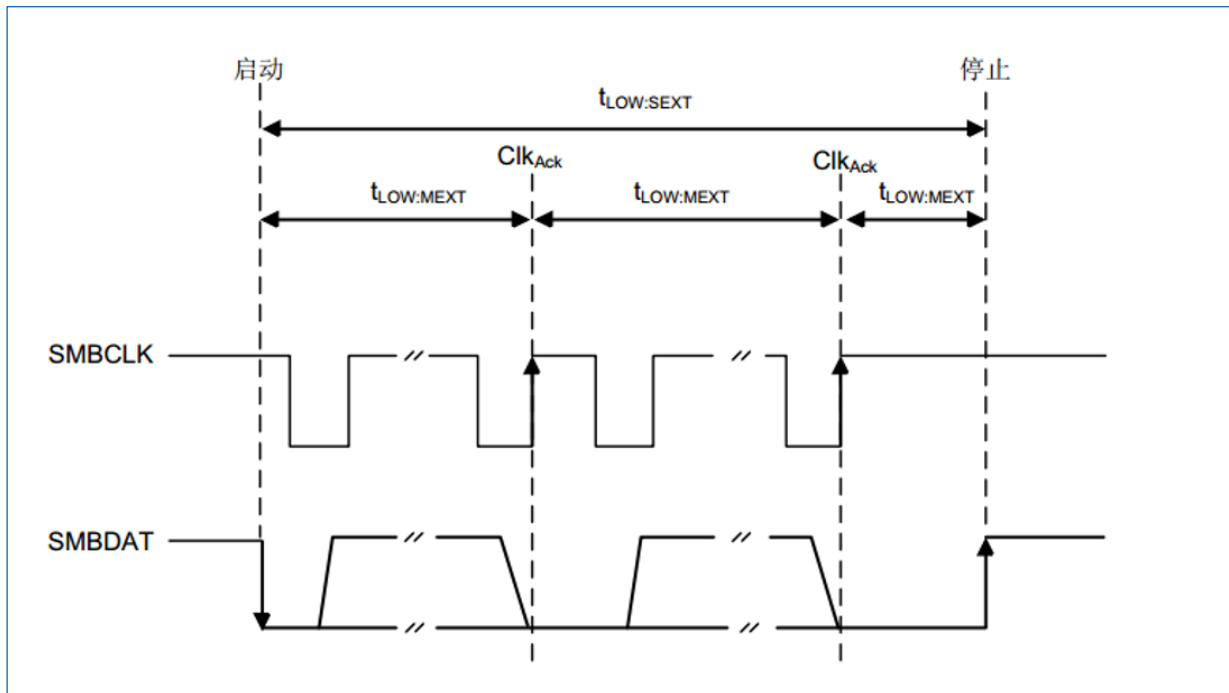 启动
停止
tLOW:SEXT
ClkAck
ClkAck
tLOW:MEXT
tLOW:MEXT
tLOW:MEXT
SMBCLK
SMBDAT